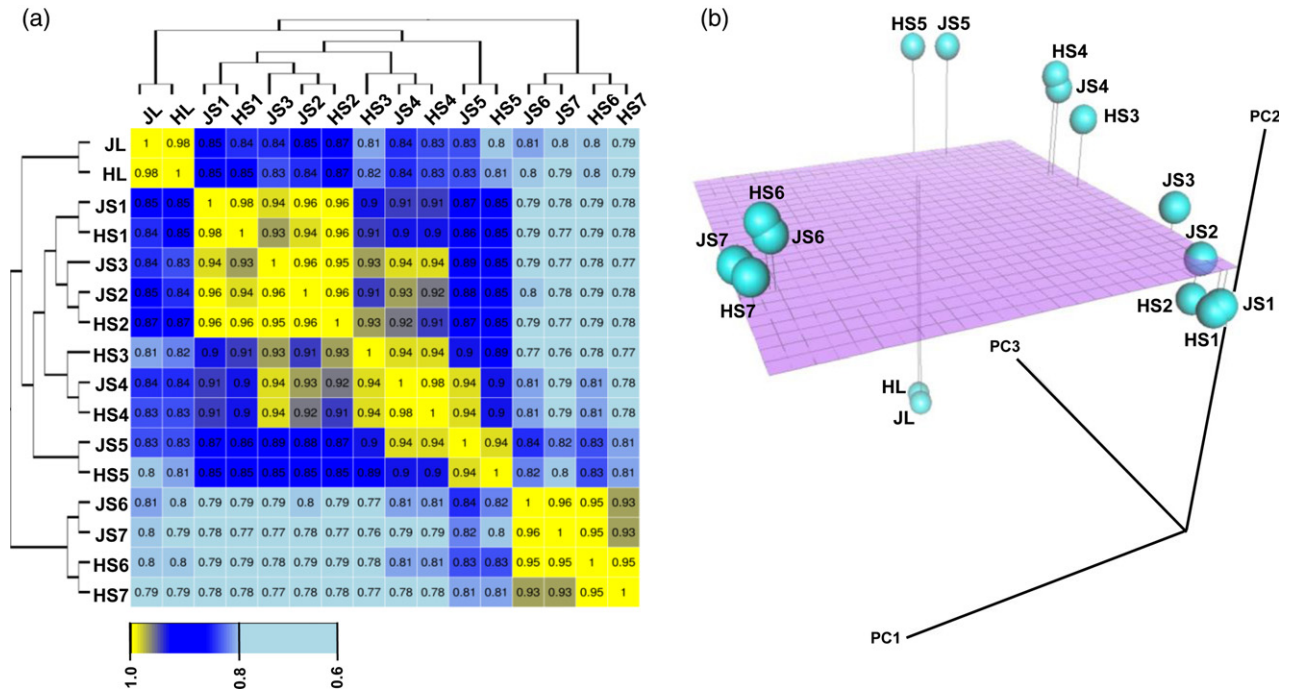 (a)
JL HL JS1 HS1 JS3 JS2 HS2 HS3 JS4 HS4 JS5 HS5 JS6 JS7 HS6 HS7
JL 1 0.98 0.85 0.84 0.84 0.85 0.87 0.81 0.84 0.83 0.83 0.8 0.81 0.8 0.8 0.79
HL 0.98 1 0.85 0.85 0.83 0.84 0.87 0.82 0.84 0.83 0.83 0.81 0.8 0.79 0.8 0.79
JS1 0.85 0.85 1 0.98 0.94 0.96 0.96 0.9 0.91 0.91 0.87 0.85 0.79 0.78 0.79 0.78
HS1 0.84 0.85 0.98 1 0.93 0.94 0.96 0.91 0.9 0.9 0.86 0.85 0.79 0.77 0.79 0.78
JS3 0.84 0.83 0.94 0.93 1 0.96 0.95 0.93 0.94 0.94 0.89 0.85 0.79 0.77 0.78 0.77
JS2 0.85 0.84 0.96 0.94 0.96 1 0.96 0.91 0.93 0.92 0.88 0.85 0.8 0.78 0.79 0.78
HS2 0.87 0.87 0.96 0.96 0.95 0.96 1 0.93 0.92 0.91 0.87 0.85 0.79 0.77 0.79 0.78
HS3 0.81 0.82 0.9 0.91 0.93 0.91 0.93 1 0.94 0.94 0.9 0.89 0.77 0.76 0.78 0.77
JS4 0.84 0.84 0.91 0.9 0.94 0.93 0.92 0.94 1 0.98 0.94 0.9 0.81 0.79 0.81 0.78
HS4 0.83 0.83 0.91 0.9 0.94 0.92 0.91 0.94 0.98 1 0.94 0.9 0.81 0.79 0.81 0.78
JS5 0.83 0.83 0.87 0.86 0.89 0.88 0.87 0.9 0.94 0.94 1 0.94 0.84 0.82 0.83 0.81
HS5 0.8 0.81 0.85 0.85 0.85 0.85 0.85 0.89 0.9 0.9 0.94 1 0.82 0.8 0.83 0.81
JS6 0.81 0.8 0.79 0.79 0.79 0.8 0.79 0.77 0.81 0.81 0.84 0.82 1 0.96 0.95 0.93
JS7 0.8 0.79 0.78 0.77 0.77 0.78 0.77 0.76 0.79 0.79 0.82 0.8 0.96 1 0.95 0.93
HS6 0.8 0.8 0.79 0.79 0.78 0.79 0.79 0.78 0.81 0.81 0.83 0.83 0.95 0.95 1 0.95
HS7 0.79 0.79 0.78 0.78 0.77 0.78 0.78 0.77 0.78 0.78 0.81 0.81 0.93 0.93 0.95 1
1.0 0.8 0.6
(b)
HS5 JS5
HS4
JS4
HS3
PC2
JS3
HS6
JS2
JS7 JS6
HS7
HS2 JS1
HS1
PC3
HL
JL
PC1